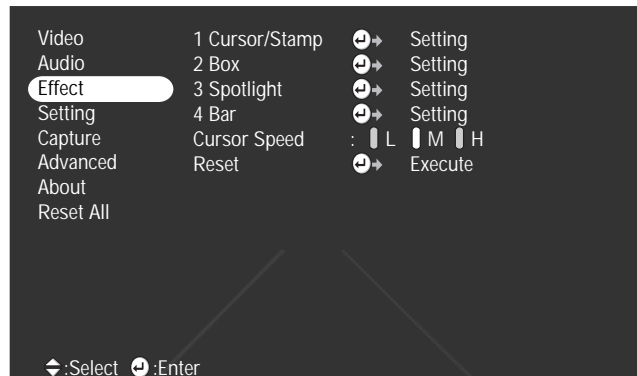 Video
Audio
Effect
Setting
Capture
Advanced
About
Reset All
1 Cursor/Stamp Setting
2 Box Setting
3 Spotlight Setting
4 Bar Setting
Cursor Speed : L M H
Reset Execute
:Select :Enter